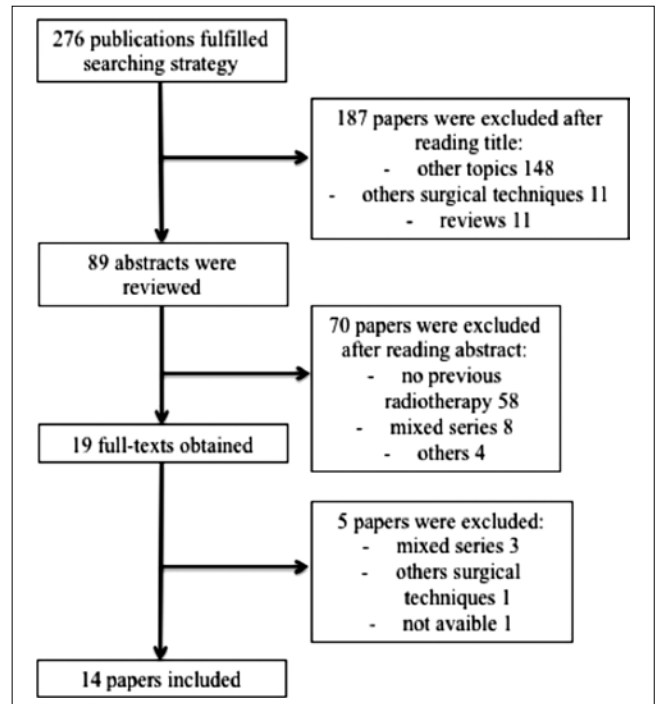 276 publications fulfilled
searching strategy
187 papers were excluded after
reading title:
- other topics 148
- others surgical techniques 11
- reviews 11
89 abstracts were
reviewed
70 papers were excluded
after reading abstract:
- no previous
radiotherapy 58
- mixed series 8
- others 4
19 full-texts obtained
5 papers were excluded:
- mixed series 3
- others surgical
techniques 1
- not avaible 1
14 papers included